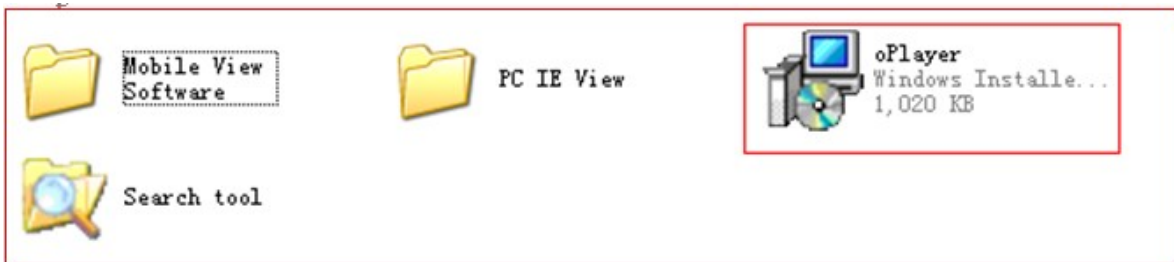 Mobile View
Software
PC IE View
oPlayer
Windows Installe...
1,020 KB
Search tool